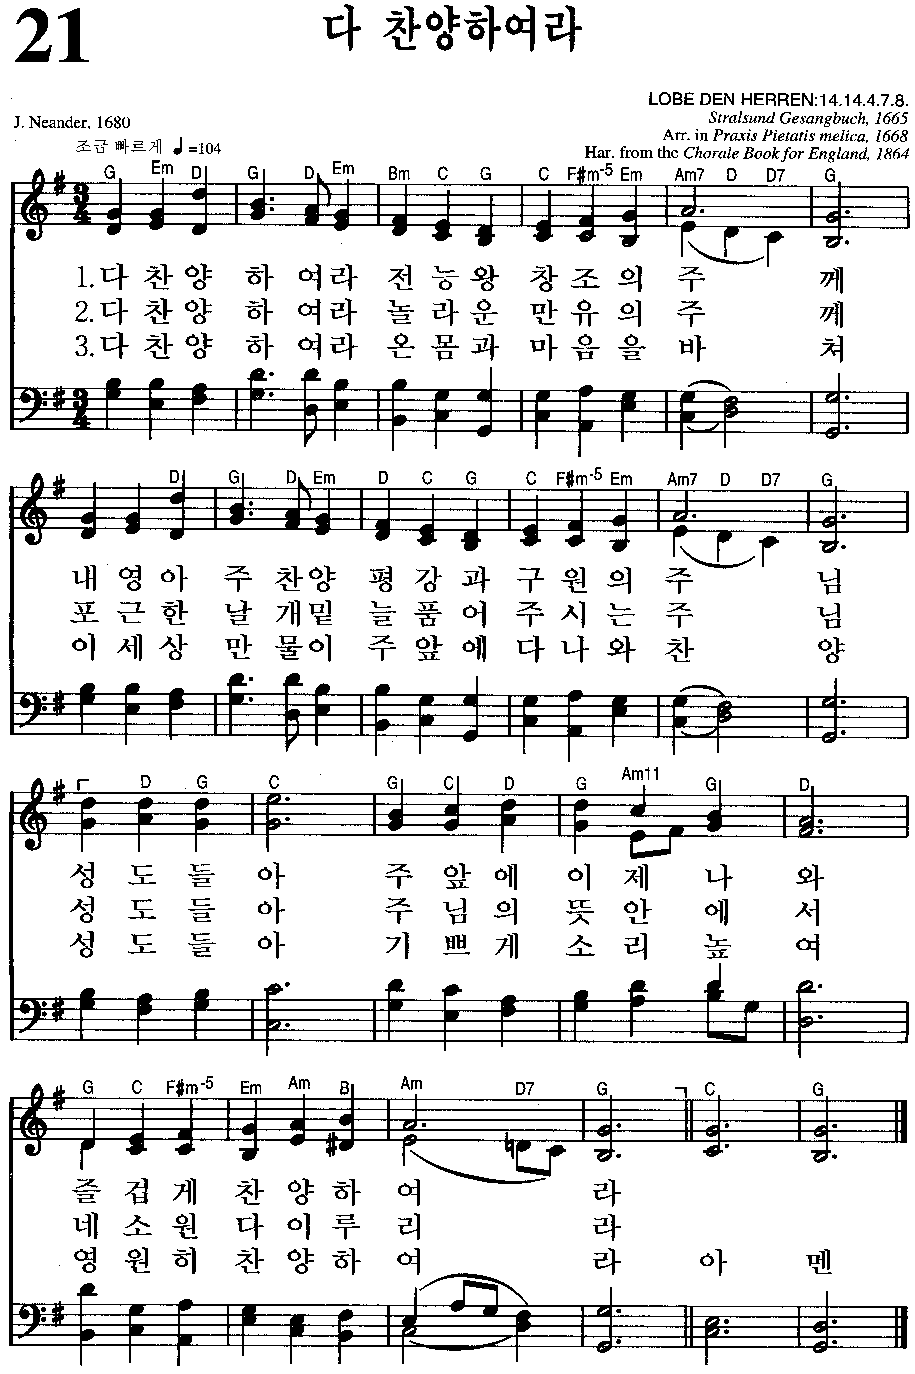 21
다 찬양하여라
LOBE DEN HERREN:14.14.4.7.8.
J. Neander, 1680
Stralsund Gesangbuch, 1665
조금 빠르게 ♩=104
Arr. in Praxis Pietatis melica, 1668
Har. from the Chorale Book for England, 1864
G Em D G D Em Bm C G C F#m-5 Em Am7 D D7 G
3/4
1.다 찬 양 하 여라 전 능 왕 창 조 의 주 께
2.다 찬 양 하 여라 놀 라 운 만 유 의 주 께
3.다 찬 양 하 여라 온 몸 과 마 음 을 바 쳐
3/4
D G D Em D C G C F#m-5 Em Am7 D D7 G
내 영 아 주 찬양 평 강 과 구 원 의 주 님
포 근 한 날 개밑 늘 품 어 주 시 는 주 님
이 세 상 만 물이 주 앞 에 다 나 와 찬 양
D G C G C D G Am11 G D
성 도 들 아 주 앞 에 이 제 나 와
성 도 들 아 주 님 의 뜻 안 에 서
성 도 들 아 기 쁘 게 소 리 높 여
G C F#m-5 Em Am B Am D7 G C G
즐 겁 게 찬 양 하 여 라
네 소 원 다 이 루 리 라
영 원 히 찬 양 하 여 라 아 멘